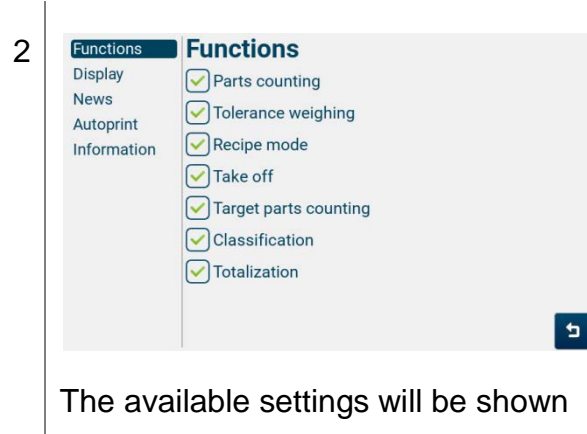 2
Functions
Display
News
Autoprint
Information
Functions
Parts counting
Tolerance weighing
Recipe mode
Take off
Target parts counting
Classification
Totalization
The available settings will be shown